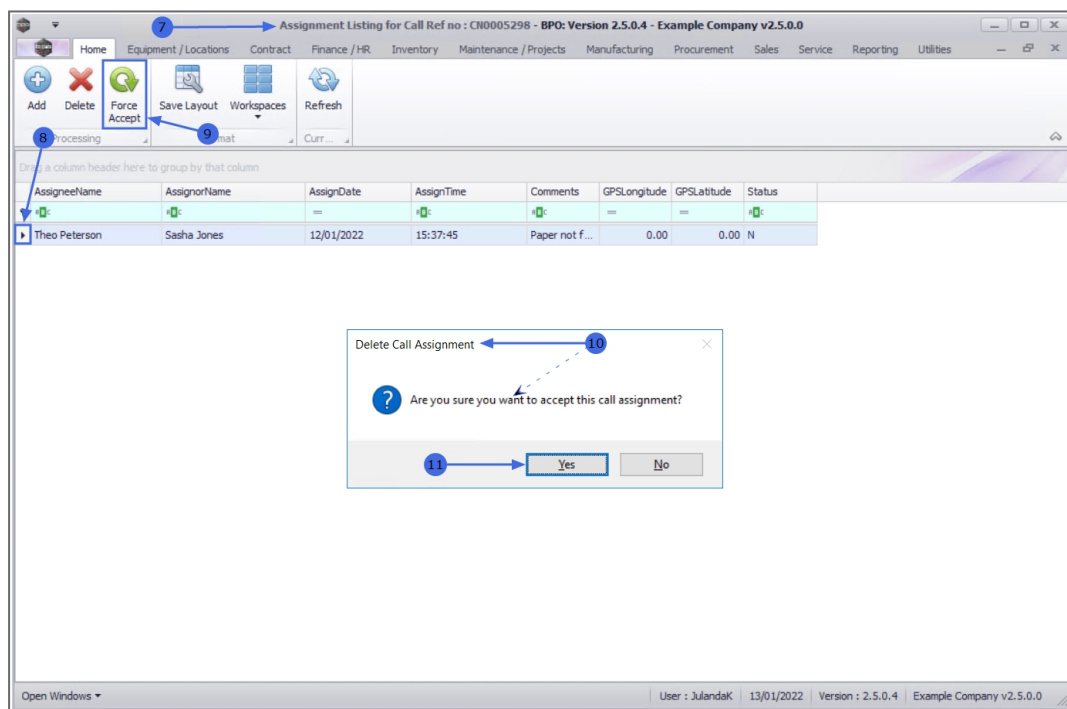 7
Assignment Listing for Call Ref no : CN0005298 - BPO: Version 2.5.0.4 - Example Company v2.5.0.0
Home Equipment / Locations Contract Finance / HR Inventory Maintenance / Projects Manufacturing Procurement Sales Service Reporting Utilities
Add Delete Force Accept Save Layout Workspaces Refresh
8 9
Processing mat Curr...
Drag a column header here to group by that column
AssigneeName AssignorName AssignDate AssignTime Comments GPSLongitude GPSLatitude Status
Theo Peterson Sasha Jones 12/01/2022 15:37:45 Paper not f... 0.00 0.00 N
Delete Call Assignment 10
Are you sure you want to accept this call assignment?
11 Yes No
Open Windows User : JulandaK 13/01/2022 Version : 2.5.0.4 Example Company v2.5.0.0